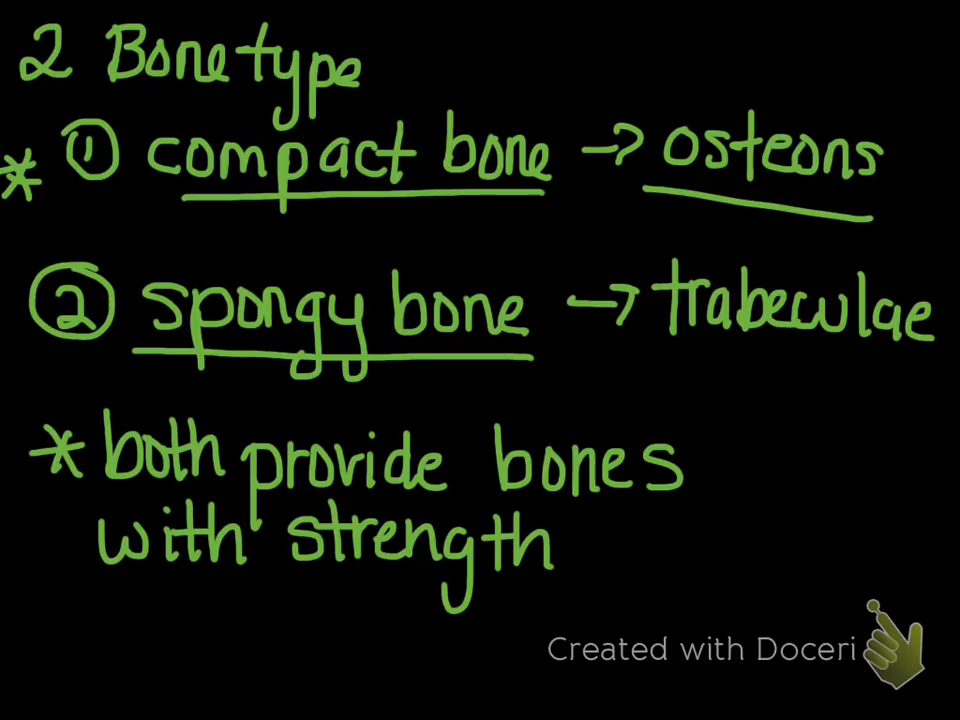 2 Bone type
* ① compact bone → osteons
② spongy bone → trabeculae
* both provide bones
with strength
Created with Doceri